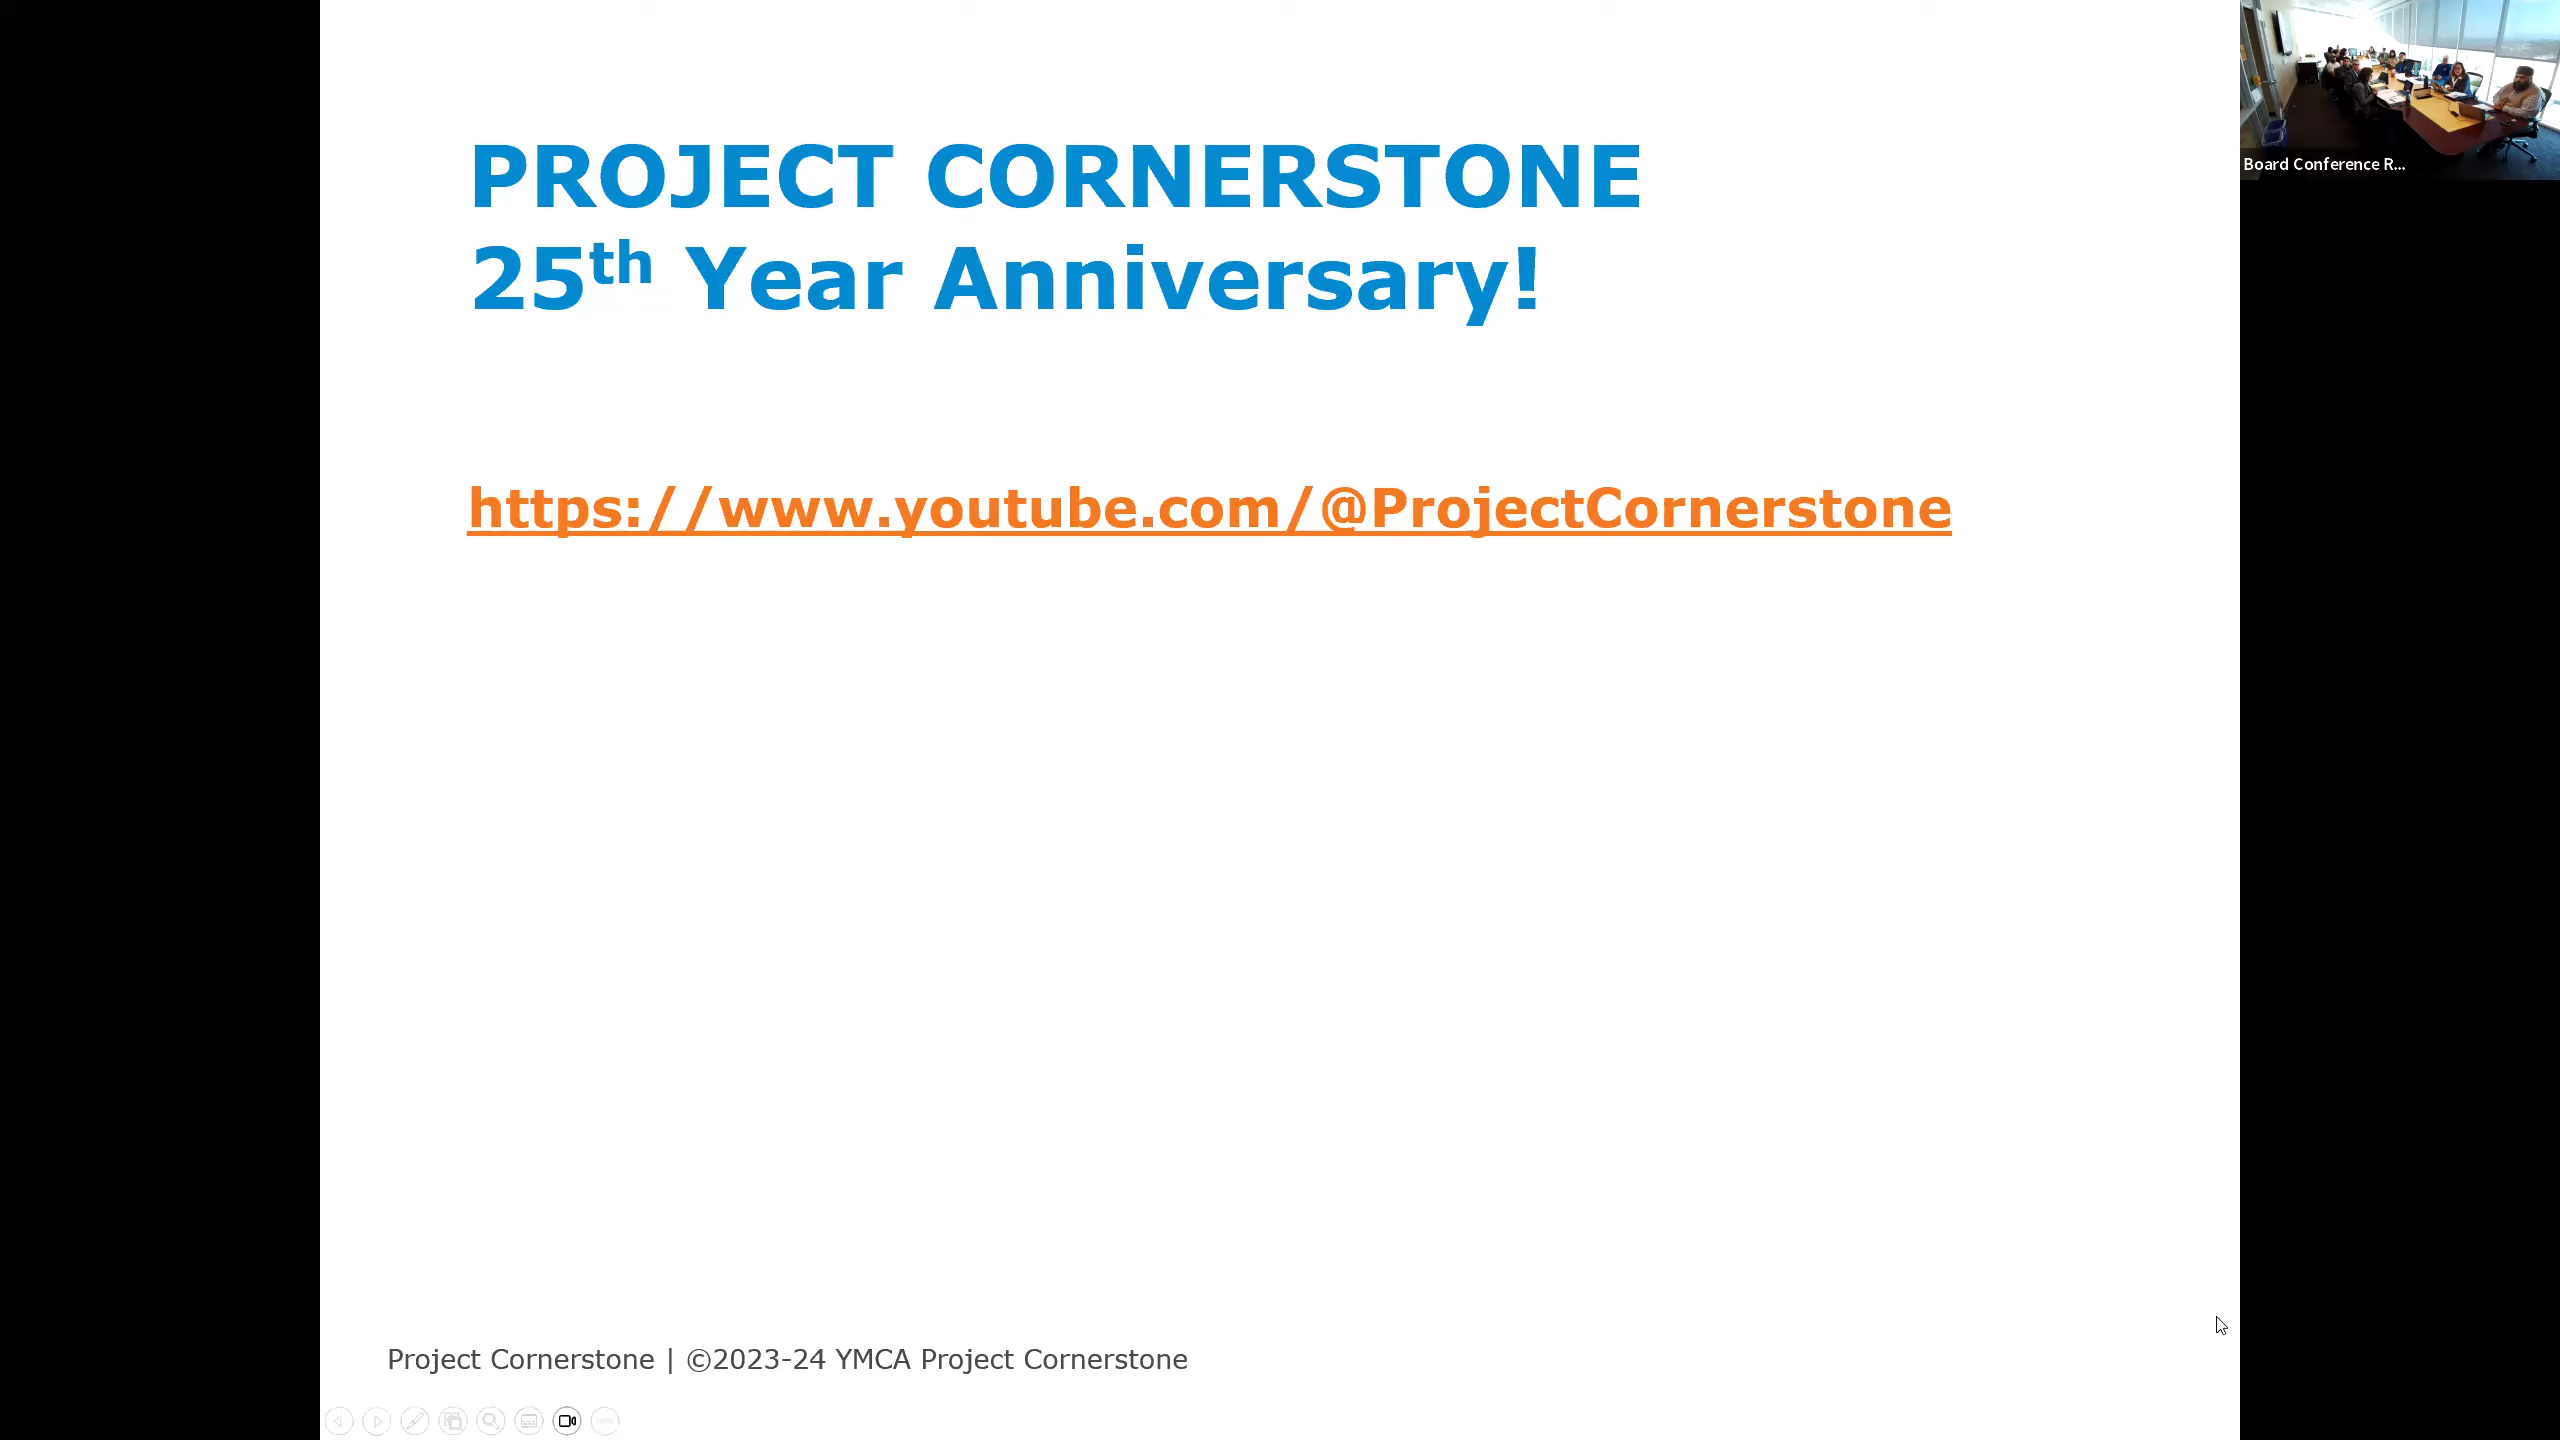 PROJECT CORNERSTONE
25th Year Anniversary!
https://www.youtube.com/@ProjectCornerstone
Project Cornerstone | ©2023-24 YMCA Project Cornerstone
Board Conference R...